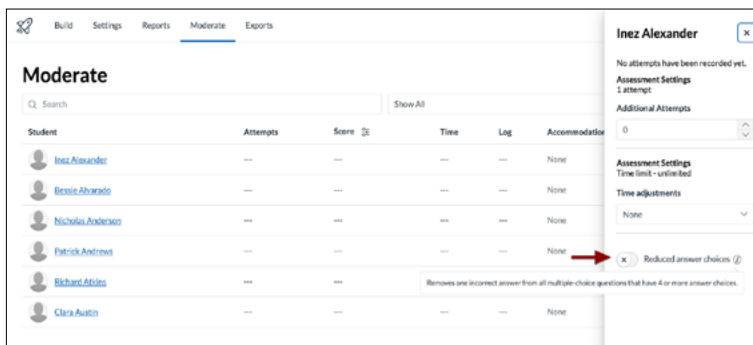 Build Settings Reports Moderate Exports
Moderate
Search
Show All
Student Attempts Score Time Log Accommodation
Inez Alexander --- --- --- --- None
Bessie Alvarado --- --- --- --- None
Nicholas Anderson --- --- --- --- None
Patrick Andrews --- --- --- --- None
Richard Atkins --- ---
Clara Austin --- --- --- --- None
Inez Alexander
No attempts have been recorded yet.
Assessment Settings
1 attempt
Additional Attempts
0
Assessment Settings
Time limit - unlimited
Time adjustments
None
Reduced answer choices
Removes one incorrect answer from all multiple-choice questions that have 4 or more answer choices.